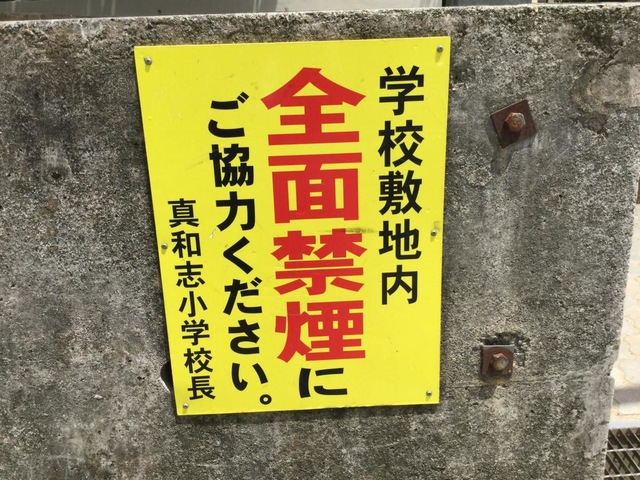 学校敷地内
全面禁煙に
ご協力ください。
真和志小学校長